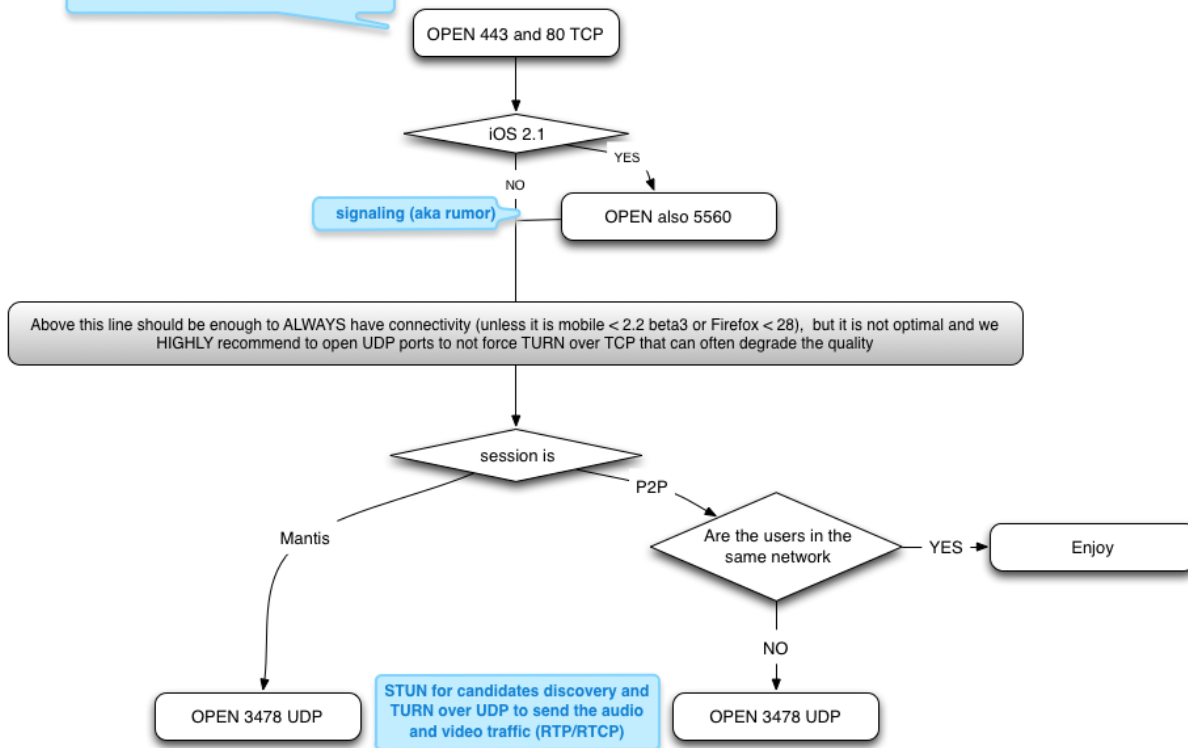 OPEN 443 and 80 TCP
iOS 2.1
YES
NO
signaling (aka rumor)
OPEN also 5560
Above this line should be enough to ALWAYS have connectivity (unless it is mobile < 2.2 beta3 or Firefox < 28),  but it is not optimal and we
HIGHLY recommend to open UDP ports to not force TURN over TCP that can often degrade the quality
session is
P2P
Mantis
Are the users in the
same network
YES
Enjoy
NO
OPEN 3478 UDP
STUN for candidates discovery and
TURN over UDP to send the audio
and video traffic (RTP/RTCP)
OPEN 3478 UDP